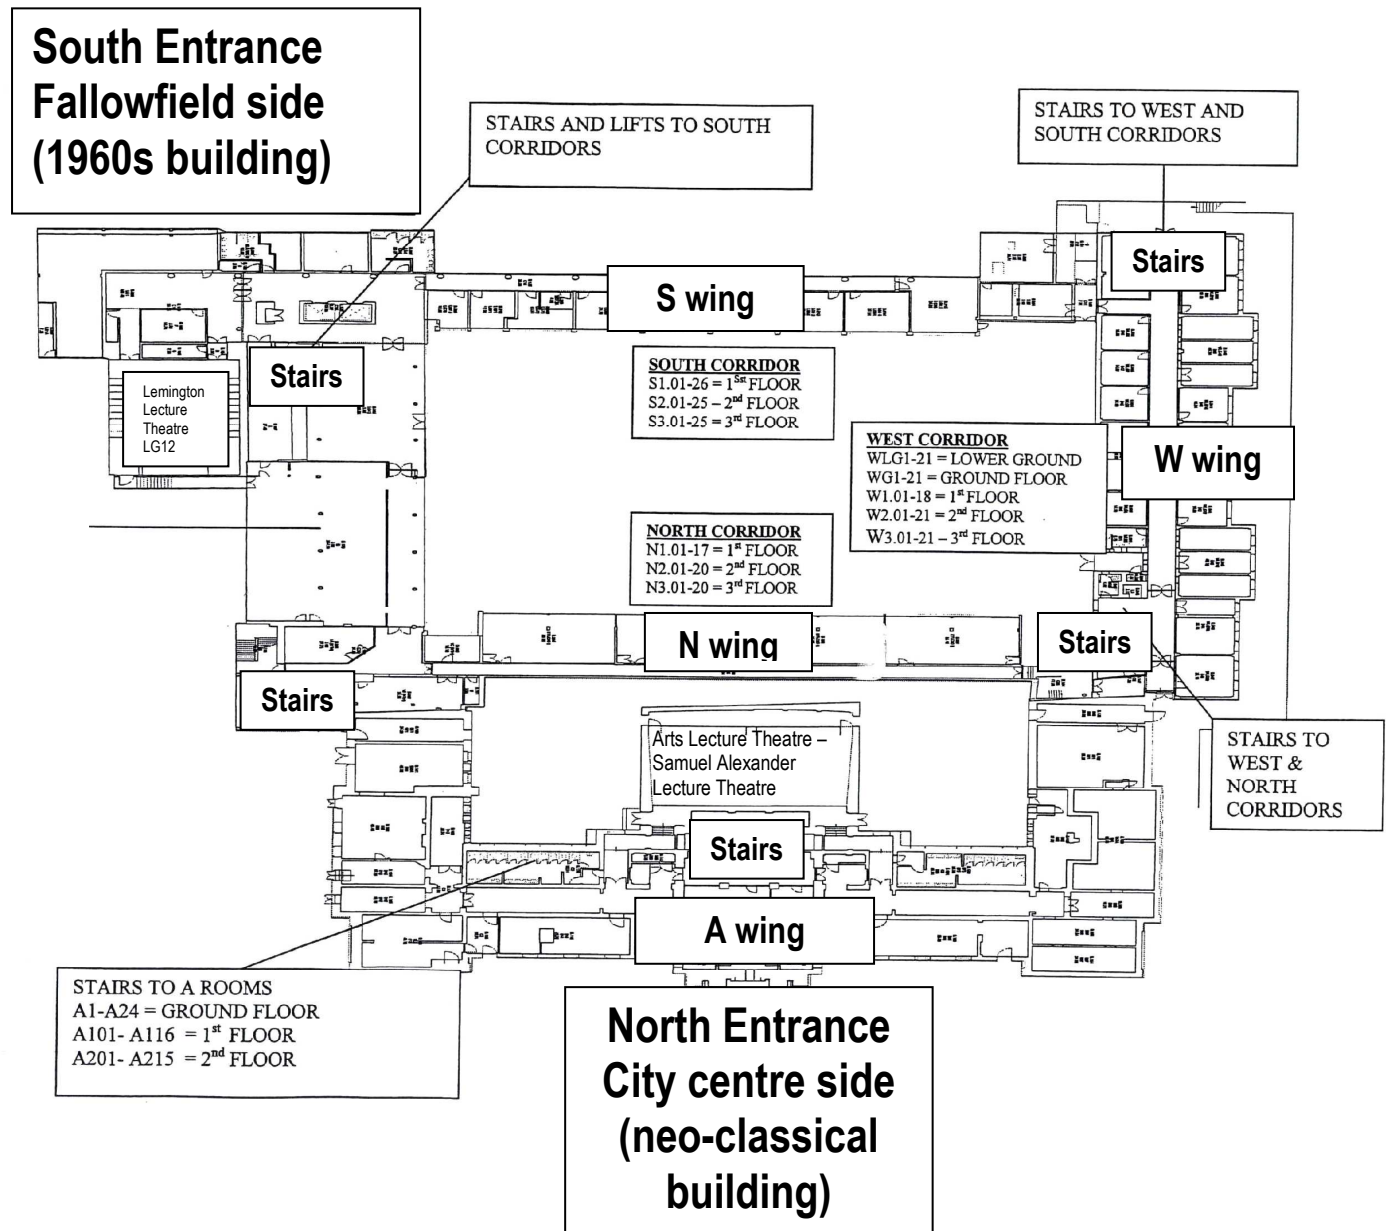 South Entrance
Fallowfield side
(1960s building)
STAIRS AND LIFTS TO SOUTH
CORRIDORS
STAIRS TO WEST AND
SOUTH CORRIDORS
Stairs
S wing
Stairs
Lemington
Lecture
Theatre
LG12
SOUTH CORRIDOR
S1.01-26 = 1Sst FLOOR
S2.01-25 – 2nd FLOOR
S3.01-25 = 3rd FLOOR
WEST CORRIDOR
WLG1-21 = LOWER GROUND
WG1-21 = GROUND FLOOR
W1.01-18 = 1st FLOOR
W2.01-21 = 2nd FLOOR
W3.01-21 – 3rd FLOOR
W wing
NORTH CORRIDOR
N1.01-17 = 1st FLOOR
N2.01-20 = 2nd FLOOR
N3.01-20 = 3rd FLOOR
N wing
Stairs
Stairs
Arts Lecture Theatre –
Samuel Alexander
Lecture Theatre
STAIRS TO
WEST &
NORTH
CORRIDORS
Stairs
A wing
STAIRS TO A ROOMS
A1-A24 = GROUND FLOOR
A101- A116 = 1st FLOOR
A201- A215 = 2nd FLOOR
North Entrance
City centre side
(neo-classical
building)